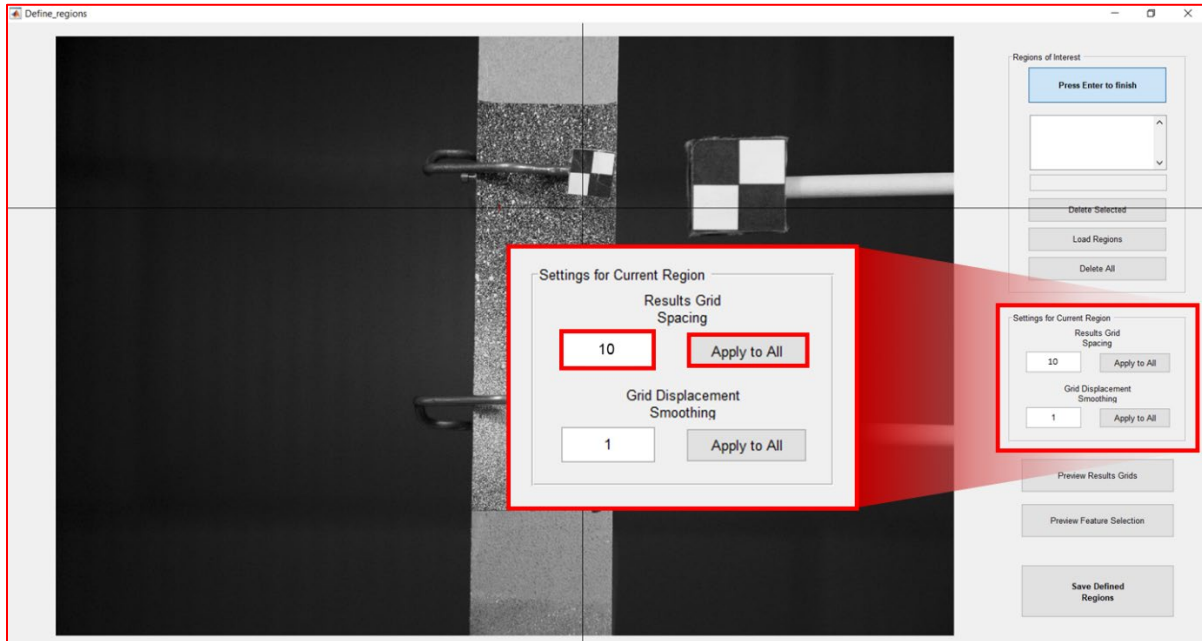 Define_regions
Regions of Interest
Press Enter to finish
Delete Selected
Load Regions
Delete All
Settings for Current Region
Results Grid
Spacing
10 Apply to All
Grid Displacement
Smoothing
1 Apply to All
Settings for Current Region
Results Grid
Spacing
10 Apply to All
Grid Displacement
Smoothing
1 Apply to All
Preview Results Grids
Preview Feature Selection
Save Defined
Regions